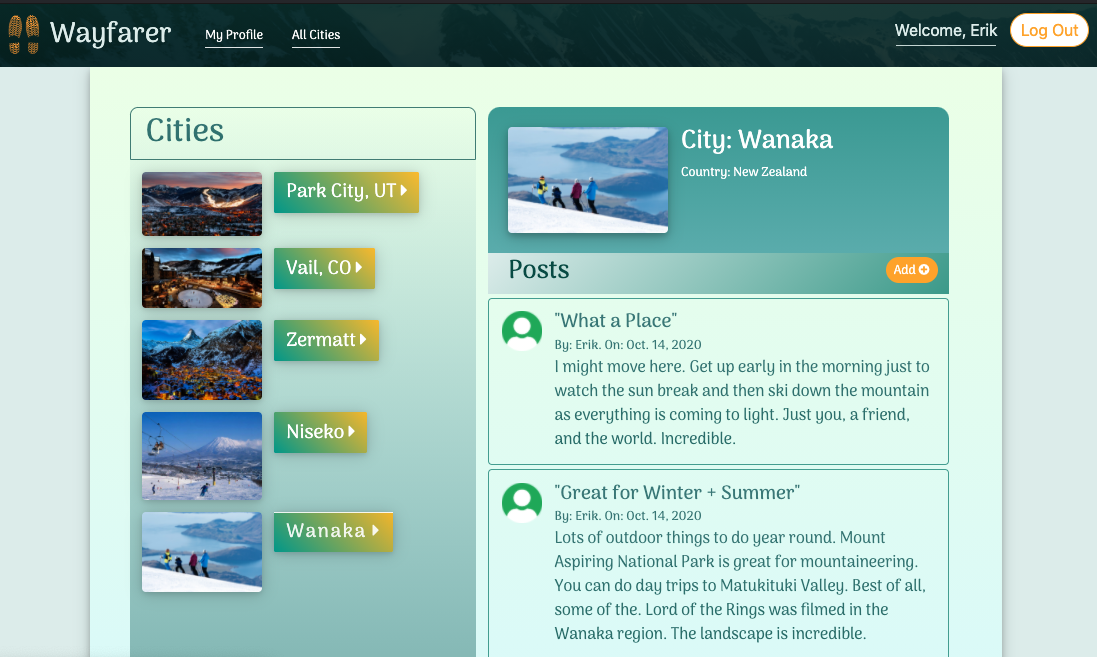 Wayfarer
My Profile
All Cities
Welcome, Erik
Log Out
Cities
Park City, UT
Vail, CO
Zermatt
Niseko
Wanaka
City: Wanaka
Country: New Zealand
Posts
Add
"What a Place"
By: Erik. On: Oct. 14, 2020
I might move here. Get up early in the morning just to
watch the sun break and then ski down the mountain
as everything is coming to light. Just you, a friend,
and the world. Incredible.
"Great for Winter + Summer"
By: Erik. On: Oct. 14, 2020
Lots of outdoor things to do year round. Mount
Aspiring National Park is great for mountaineering.
You can do day trips to Matukituki Valley. Best of all,
some of the. Lord of the Rings was filmed in the
Wanaka region. The landscape is incredible.